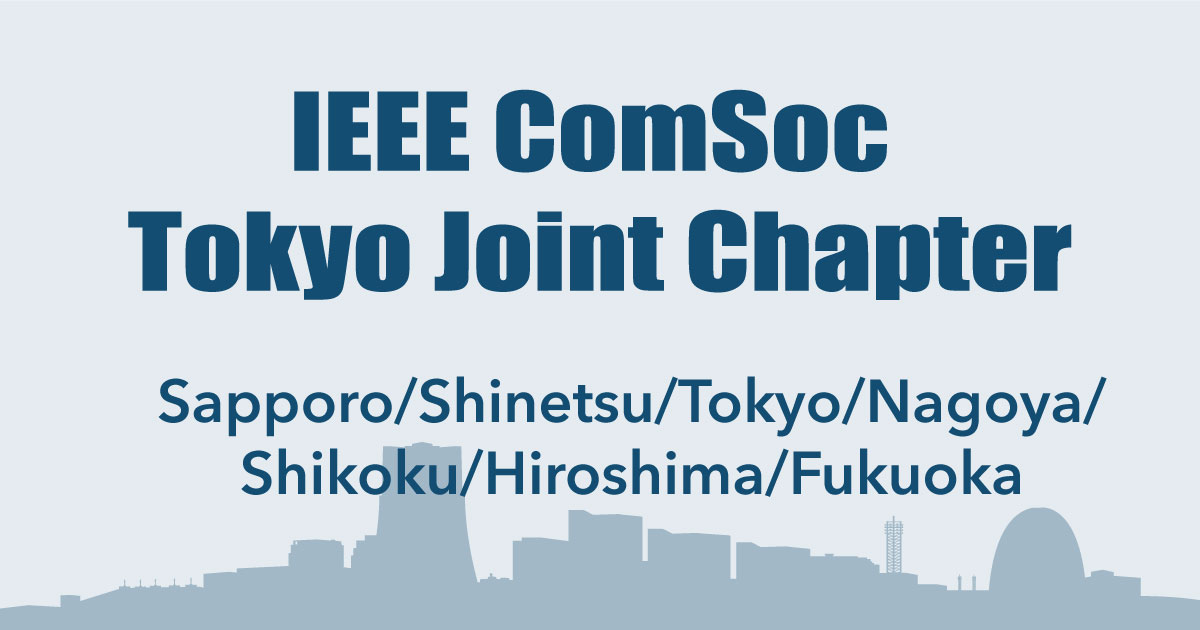 IEEE ComSoc
Tokyo Joint Chapter
Sapporo/Shinetsu/Tokyo/Nagoya/
Shikoku/Hiroshima/Fukuoka